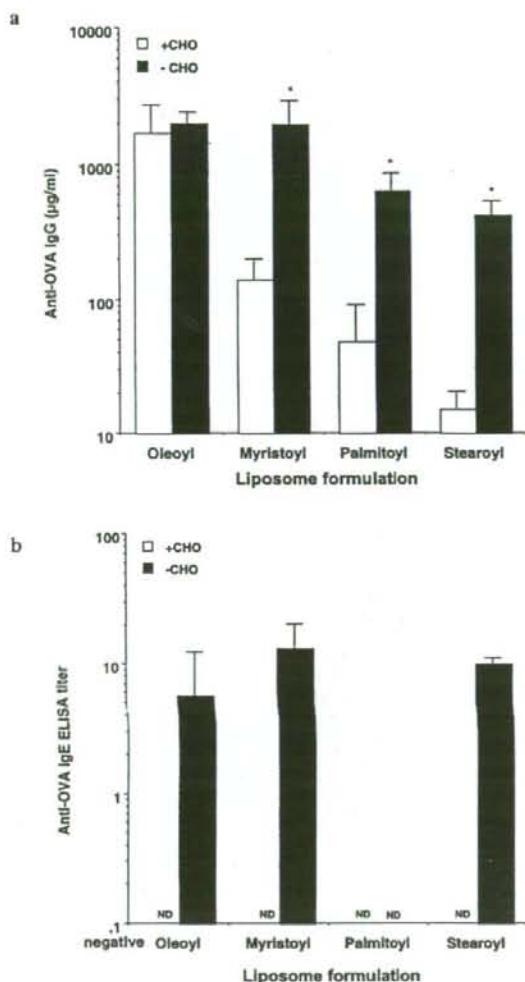 a
10000
1000
100
10
Anti-OVA IgG (µg/ml)
+CHO
- CHO
*
*
*
Oleoyl Myristoyl Palmitoyl Stearoyl
Liposome formulation
b
100
10
1
.1
negative
Anti-OVA IgE ELISA titer
+CHO
-CHO
ND ND ND ND ND
Oleoyl Myristoyl Palmitoyl Stearoyl
Liposome formulation